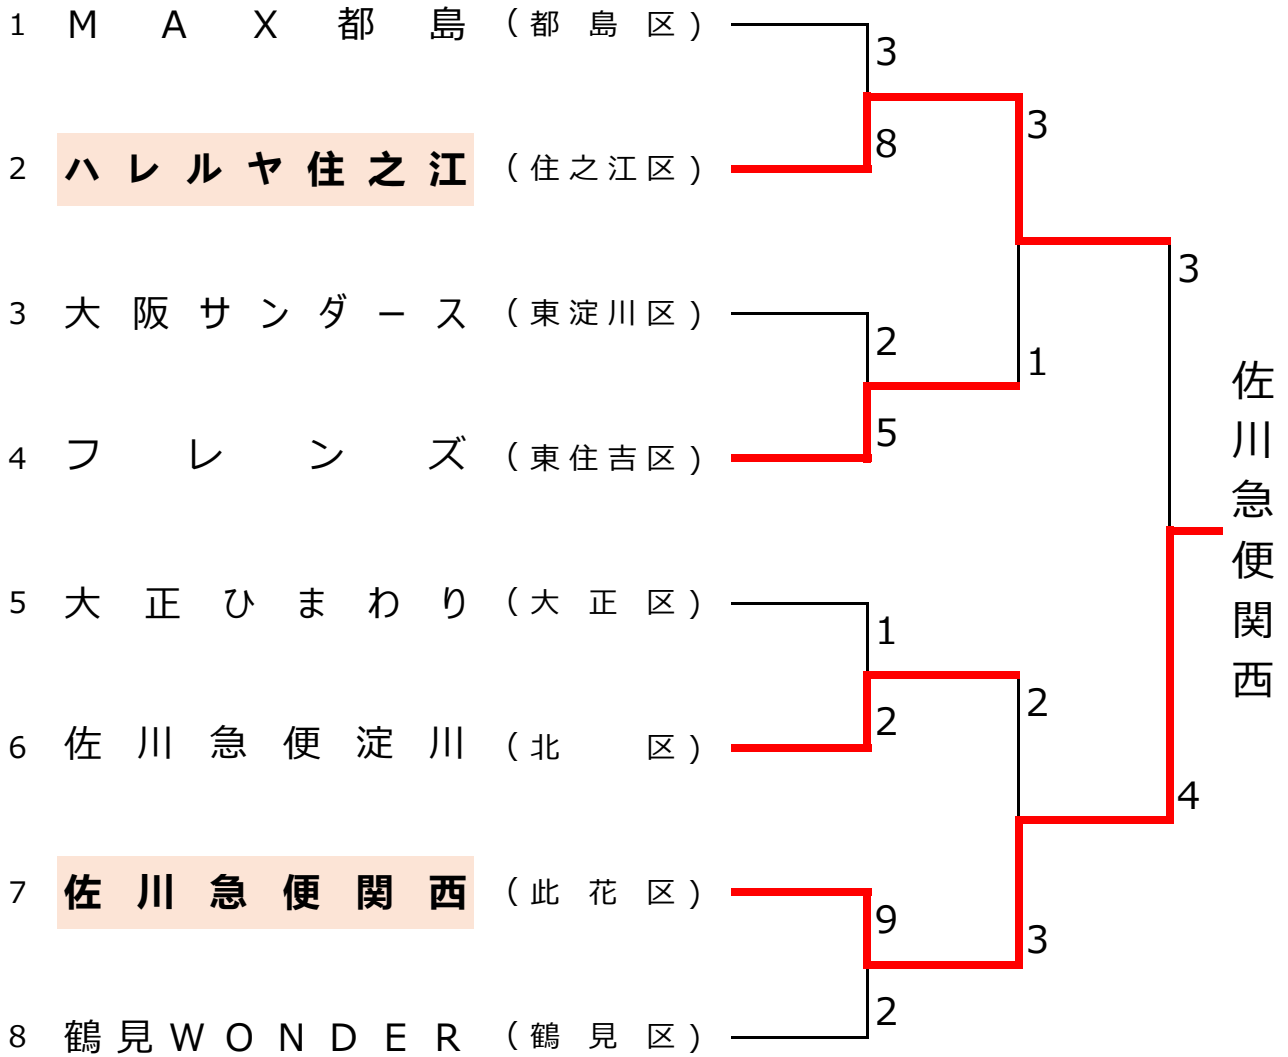 1 MAX都島 (都島区)
3
2 ハレルヤ住之江 (住之江区)
8
3
3
3 大阪サンダース (東淀川区)
2
1
4 フレンズ (東住吉区)
5
佐川急便関西
5 大正ひまわり (大正区)
1
2
6 佐川急便淀川 (北区)
2
4
7 佐川急便関西 (此花区)
9
3
8 鶴見WONDER (鶴見区)
2